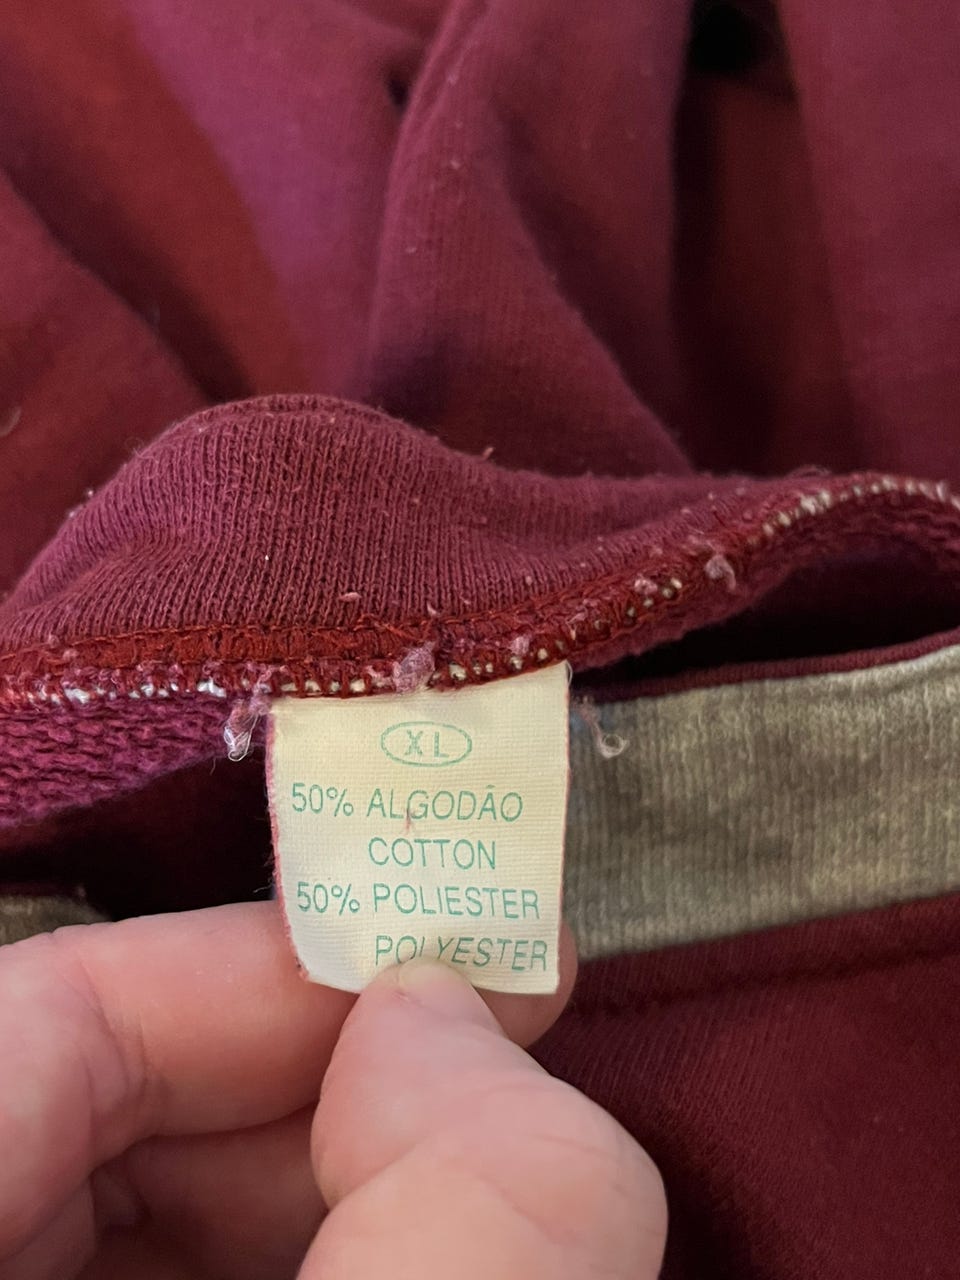 XL
50% ALGODÃO
COTTON
50% POLIESTER
POLYESTER